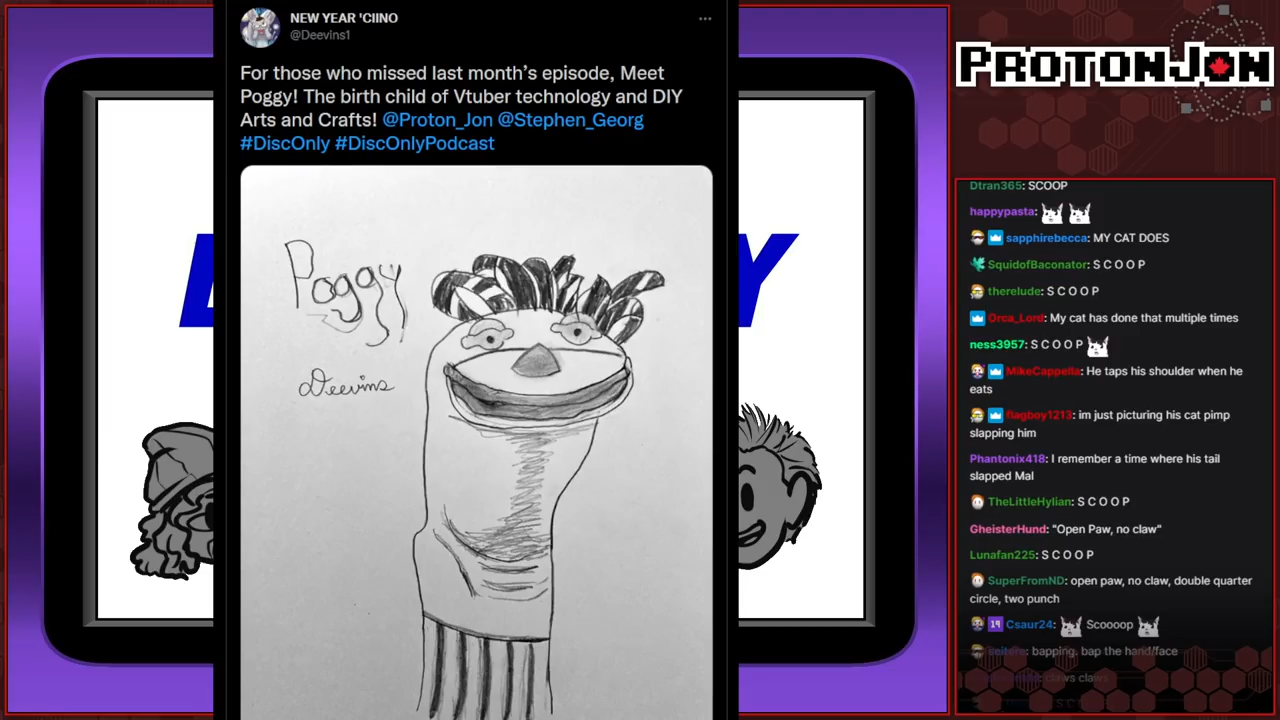 NEW YEAR 'CIINO
@Deevins1
For those who missed last month's episode, Meet
Poggy! The birth child of Vtuber technology and DIY
Arts and Crafts! @Proton_Jon @Stephen_Georg
#DiscOnly #DiscOnlyPodcast
Poggy
Deevins
PROTONJON
Dtran365: SCOOP
happypasta:
sapphirebecca: MY CAT DOES
SquidofBaconator: S C O O P
therelude: S C O O P
Orca_Lord: My cat has done that multiple times
ness3957: S C O O P
MikeCappella: He taps his shoulder when he
eats
flagboy1213: im just picturing his cat pimp
slapping him
Phantonix418: I remember a time where his tail
slapped Mal
TheLittleHylian: S C O O P
GheisterHund: "Open Paw, no claw"
Lunafan225: S C O O P
SuperFromND: open paw, no claw, double quarter
circle, two punch
19 Csaur24: Scoooop
bapping, bap the hand/face
claws claws